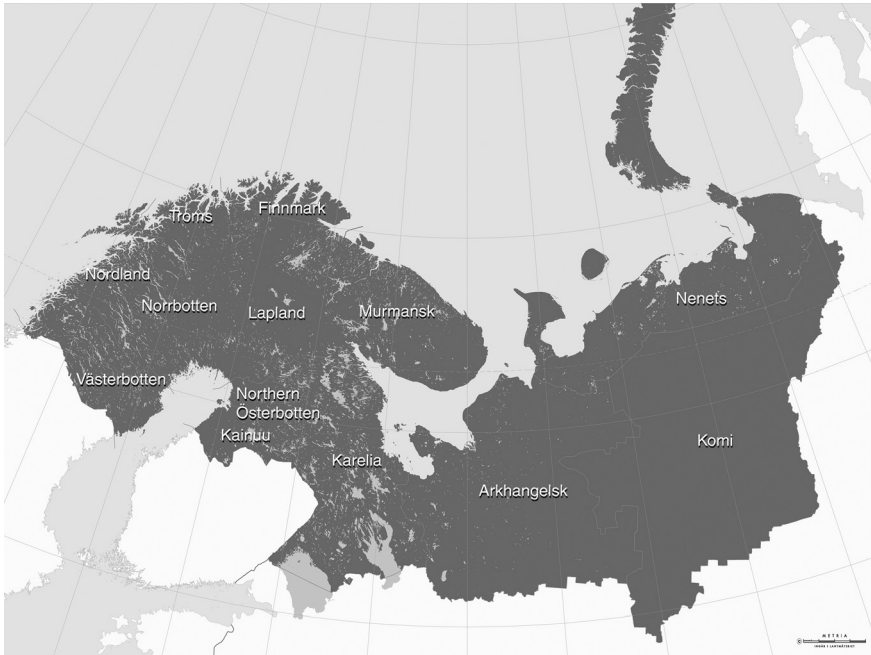 Troms
Finnmark
Nordland
Norrbotten
Lapland
Murmansk
Nenets
Västerbotten
Northern
Österbotten
Kainuu
Karelia
Komi
Arkhangelsk
METRIA